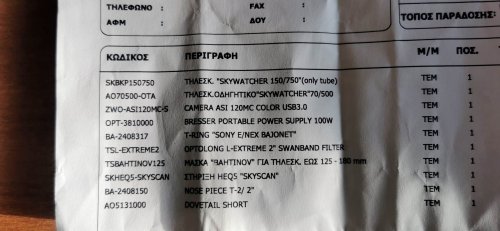 ΤΗΛΕΦΩΝΟ : FAX :
ΑΦΜ : ΔΟΥ :
ΤΟΠΟΣ ΠΑΡΑΔΟΣΗΣ:
ΚΩΔΙΚΟΣ ΠΕΡΙΓΡΑΦΗ Μ/Μ ΠΟΣ.
SKBKP150750 ΤΗΛΕΣΚ. "SKYWATCHER 150/750"(only tube) ΤΕΜ 1
AO70500-OTA ΤΗΛΕΣΚ.ΟΔΗΓΗΤΙΚΟ"SKYWATCHER"70/500 ΤΕΜ 1
ZWO-ASI120MC-S CAMERA ASI 120MC COLOR USB3.0 ΤΕΜ 1
OPT-3810000 BRESSER PORTABLE POWER SUPPLY 100W ΤΕΜ 1
BA-2408317 T-RING "SONY E/NEX BAJONET" ΤΕΜ 1
TSL-EXTREME2 OPTOLONG L-EXTREME 2" SWANBAND FILTER ΤΕΜ 1
TSBAHTINOV125 ΜΑΣΚΑ "BAHTINOV" ΓΙΑ ΤΗΛΕΣΚ. ΕΩΣ 125 - 180 mm ΤΕΜ 1
SKHEQ5-SKYSCAN ΣΤΗΡΙΞΗ HEQ5 "SKYSCAN" ΤΕΜ 1
BA-2408150 NOSE PIECE T-2/ 2" ΤΕΜ 1
AO5131000 DOVETAIL SHORT ΤΕΜ 1